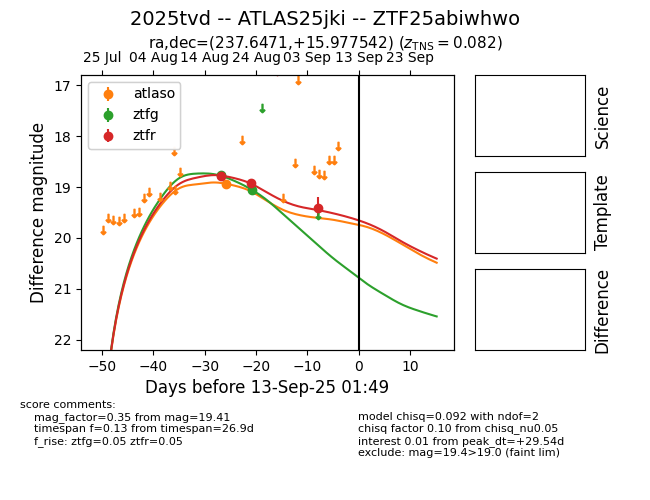 2025tvd -- ATLAS25jki -- ZTF25abiwhwo
ra,dec=(237.6471,+15.977542) (zTNS = 0.082)
25 Jul 04 Aug 14 Aug 24 Aug 03 Sep 13 Sep 23 Sep
atlaso
ztfg
ztfr
17
18
19
20
21
22
Difference magnitude
−50 −40 −30 −20 −10 0 10
Days before 13-Sep-25 01:49
Science
Template
Difference
score comments:
mag_factor=0.35 from mag=19.41
timespan f=0.13 from timespan=26.9d
f_rise: ztfg=0.05 ztfr=0.05
model chisq=0.092 with ndof=2
chisq factor 0.10 from chisq_nu0.05
interest 0.01 from peak_dt=+29.54d
exclude: mag=19.4>19.0 (faint lim)